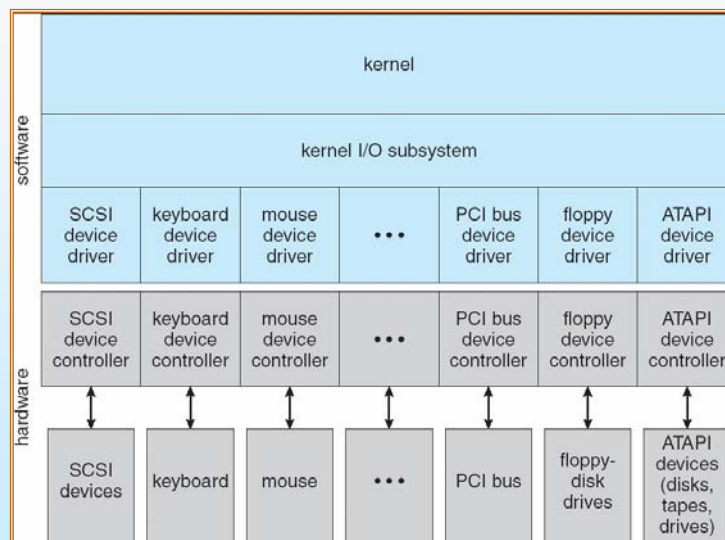 software
kernel
kernel I/O subsystem
SCSI
device
driver
keyboard
device
driver
mouse
device
driver
•••
PCI bus
device
driver
floppy
device
driver
ATAPI
device
driver
hardware
SCSI
device
controller
keyboard
device
controller
mouse
device
controller
•••
PCI bus
device
controller
floppy
device
controller
ATAPI
device
controller
SCSI
devices
keyboard
mouse
•••
PCI bus
floppy-
disk
drives
ATAPI
devices
(disks,
tapes,
drives)